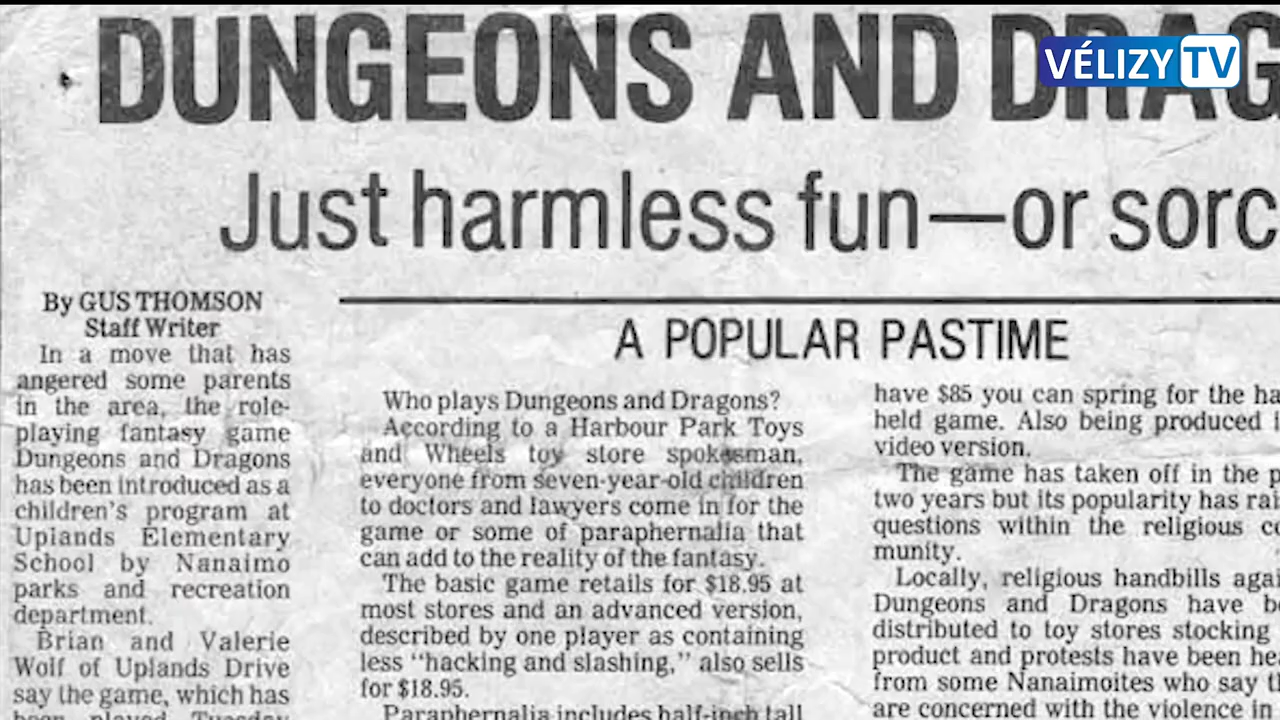 DUNGEONS AND DRAG
VÉLIZY TV
Just harmless fun—or sorc
By GUS THOMSON
Staff Writer
In a move that has
angered some parents
in the area, the role-
playing fantasy game
Dungeons and Dragons
has been introduced as a
children's program at
Uplands Elementary
School by Nanaimo
parks and recreation
department.
Brian and Valerie
Wolf of Uplands Drive
say the game, which has
been played Tuesday
A POPULAR PASTIME
Who plays Dungeons and Dragons?
According to a Harbour Park Toys
and Wheels toy store spokesman,
everyone from seven-year-old children
to doctors and lawyers come in for the
game or some of paraphernalia that
can add to the reality of the fantasy.
The basic game retails for $18.95 at
most stores and an advanced version,
described by one player as containing
less "hacking and slashing," also sells
for $18.95.
Paraphernalia includes half-inch tall
have $85 you can spring for the ha
held game. Also being produced i
video version.
The game has taken off in the p
two years but its popularity has rai
questions within the religious co
munity.
Locally, religious handbills agai
Dungeons and Dragons have b
distributed to toy stores stocking
product and protests have been hea
from some Nanaimoites who say th
are concerned with the violence in